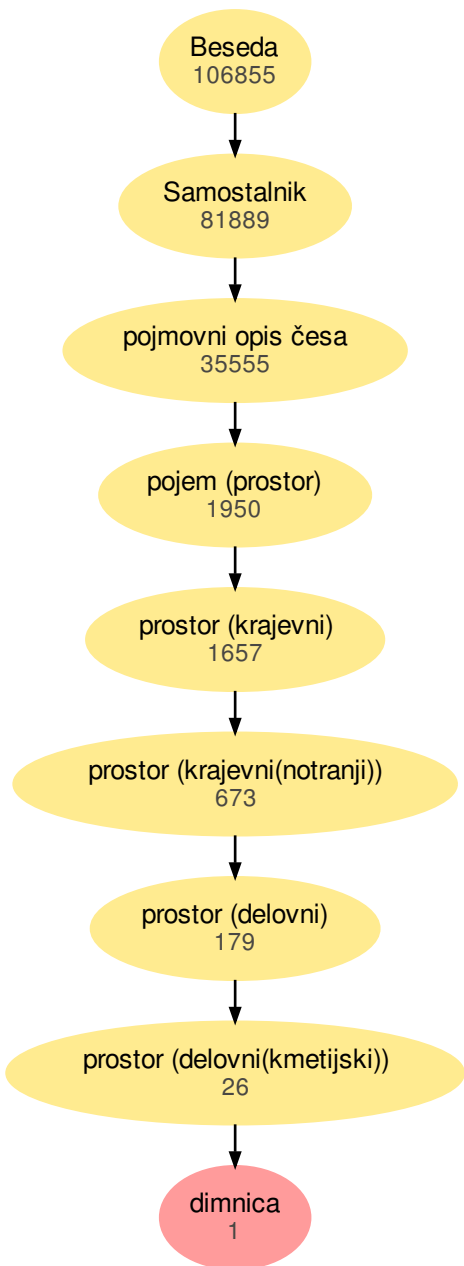 Beseda
106855
Samostalnik
81889
pojmovni opis česa
35555
pojem (prostor)
1950
prostor (krajevni)
1657
prostor (krajevni(notranji))
673
prostor (delovni)
179
prostor (delovni(kmetijski))
26
dimnica
1